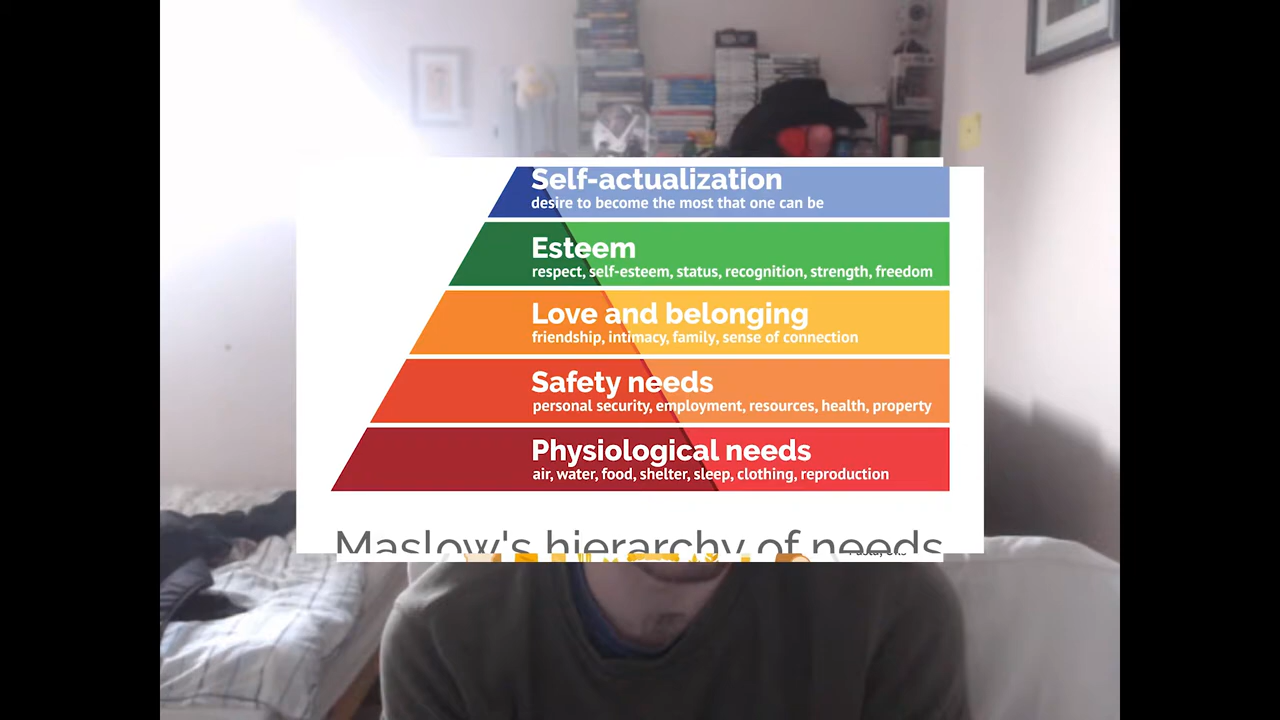 Self-actualization
desire to become the most that one can be
Esteem
respect, self-esteem, status, recognition, strength, freedom
Love and belonging
friendship, intimacy, family, sense of connection
Safety needs
personal security, employment, resources, health, property
Physiological needs
air, water, food, shelter, sleep, clothing, reproduction
Maslow's hierarchy of needs